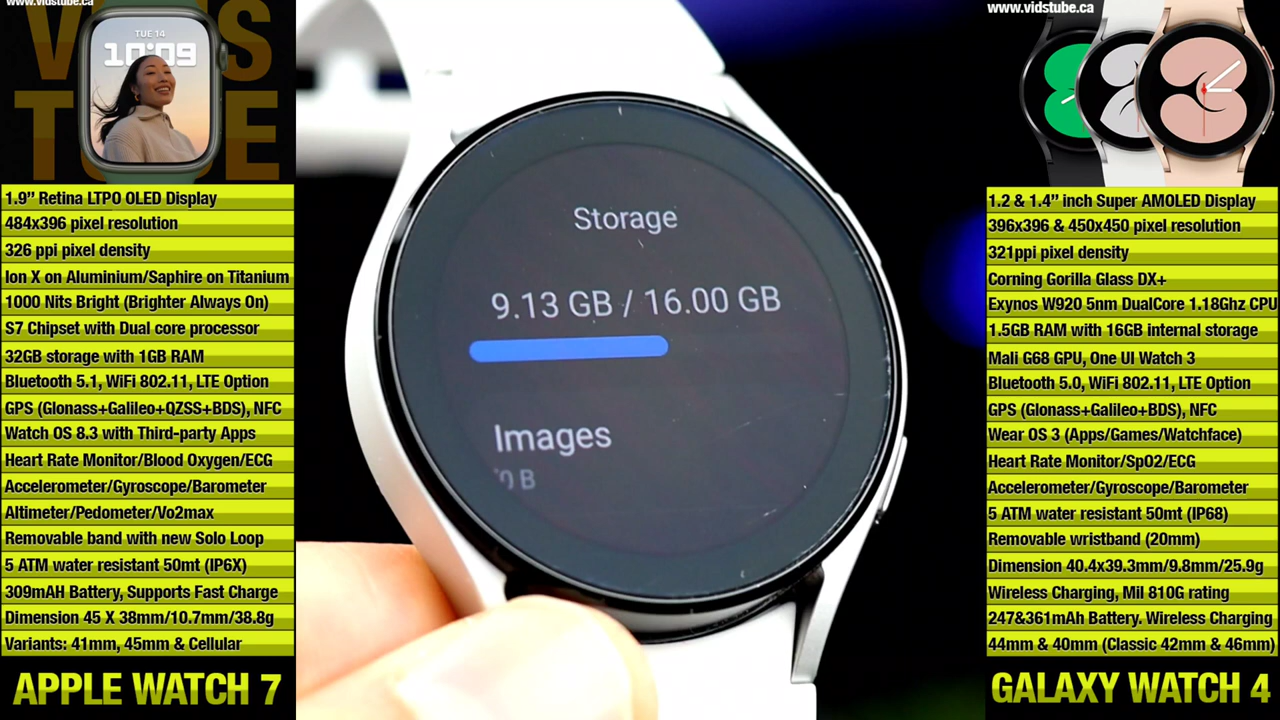 www.vidstube.ca
VIDS
TUBE
TUE 14
10:09
1.9” Retina LTPO OLED Display
484x396 pixel resolution
326 ppi pixel density
Ion X on Aluminium/Saphire on Titanium
1000 Nits Bright (Brighter Always On)
S7 Chipset with Dual core processor
32GB storage with 1GB RAM
Bluetooth 5.1, WiFi 802.11, LTE Option
GPS (Glonass+Galileo+QZSS+BDS), NFC
Watch OS 8.3 with Third-party Apps
Heart Rate Monitor/Blood Oxygen/ECG
Accelerometer/Gyroscope/Barometer
Altimeter/Pedometer/Vo2max
Removable band with new Solo Loop
5 ATM water resistant 50mt (IP6X)
309mAH Battery, Supports Fast Charge
Dimension 45 X 38mm/10.7mm/38.8g
Variants: 41mm, 45mm & Cellular
APPLE WATCH 7
Storage
9.13 GB / 16.00 GB
Images
0 B
www.vidstube.ca
1.2 & 1.4” inch Super AMOLED Display
396x396 & 450x450 pixel resolution
321ppi pixel density
Corning Gorilla Glass DX+
Exynos W920 5nm DualCore 1.18Ghz CPU
1.5GB RAM with 16GB internal storage
Mali G68 GPU, One UI Watch 3
Bluetooth 5.0, WiFi 802.11, LTE Option
GPS (Glonass+Galileo+BDS), NFC
Wear OS 3 (Apps/Games/Watchface)
Heart Rate Monitor/SpO2/ECG
Accelerometer/Gyroscope/Barometer
5 ATM water resistant 50mt (IP68)
Removable wristband (20mm)
Dimension 40.4x39.3mm/9.8mm/25.9g
Wireless Charging, Mil 810G rating
247&361mAh Battery. Wireless Charging
44mm & 40mm (Classic 42mm & 46mm)
GALAXY WATCH 4